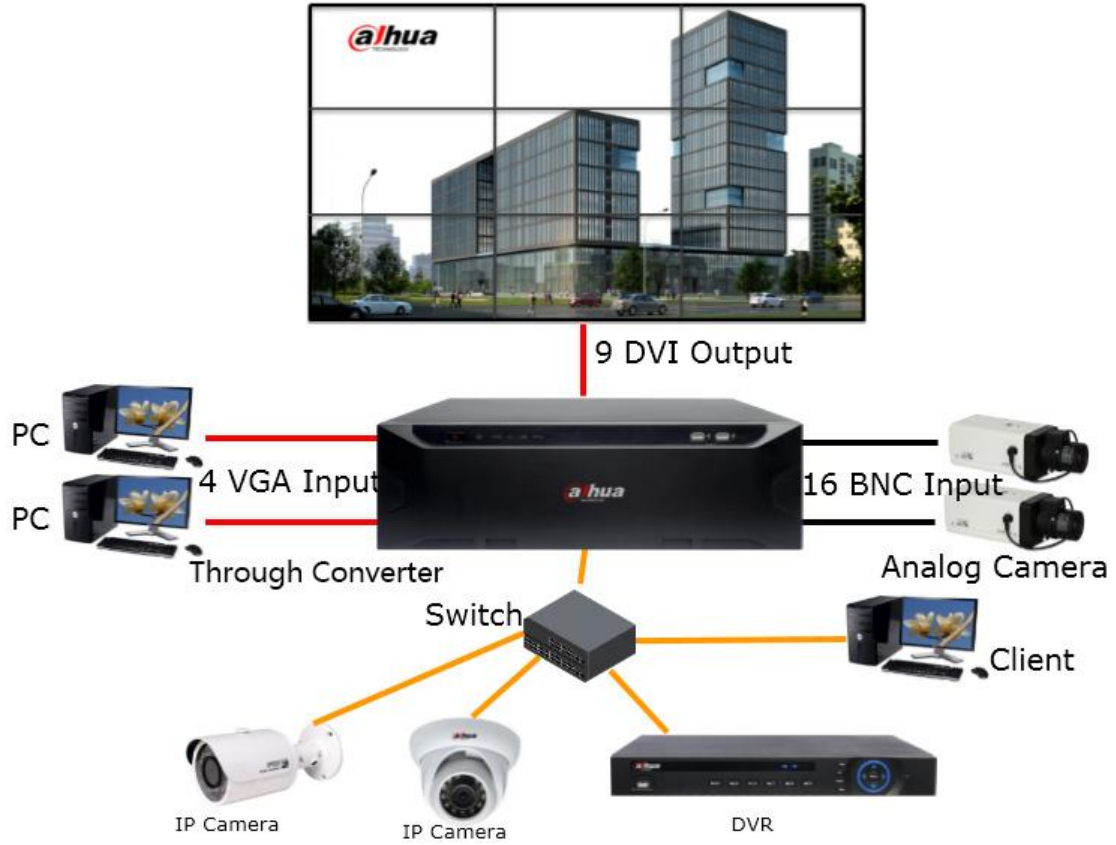 alhua
TECHNOLOGY
9 DVI Output
PC
4 VGA Input
16 BNC Input
alhua
PC
Through Converter
Analog Camera
Switch
Client
alhua
alhua
IP Camera
IP Camera
DVR